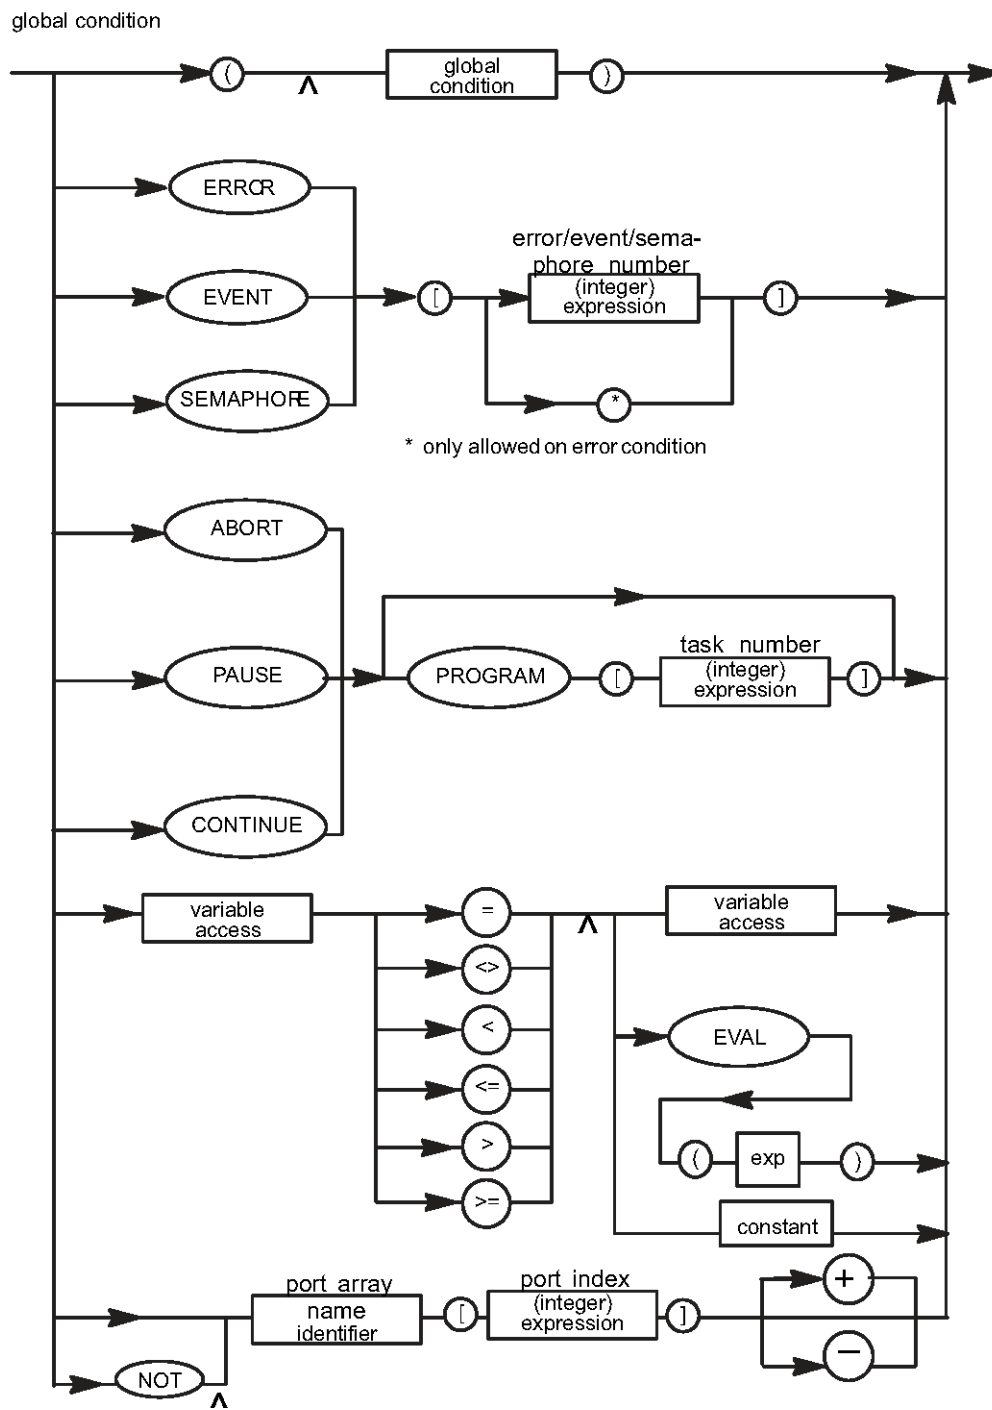 global condition
( global condition )
^
ERROR
error/event/sema-
phore number
EVENT [ (integer) expression ]
SEMAPHORE *
* only allowed on error condition
ABORT
task number
PAUSE PROGRAM [ (integer) expression ]
CONTINUE
variable access = variable access
^
<>
< EVAL
<=
> ( exp )
>=
constant
port array port index +
name identifier [ (integer) expression ]
−
NOT
^